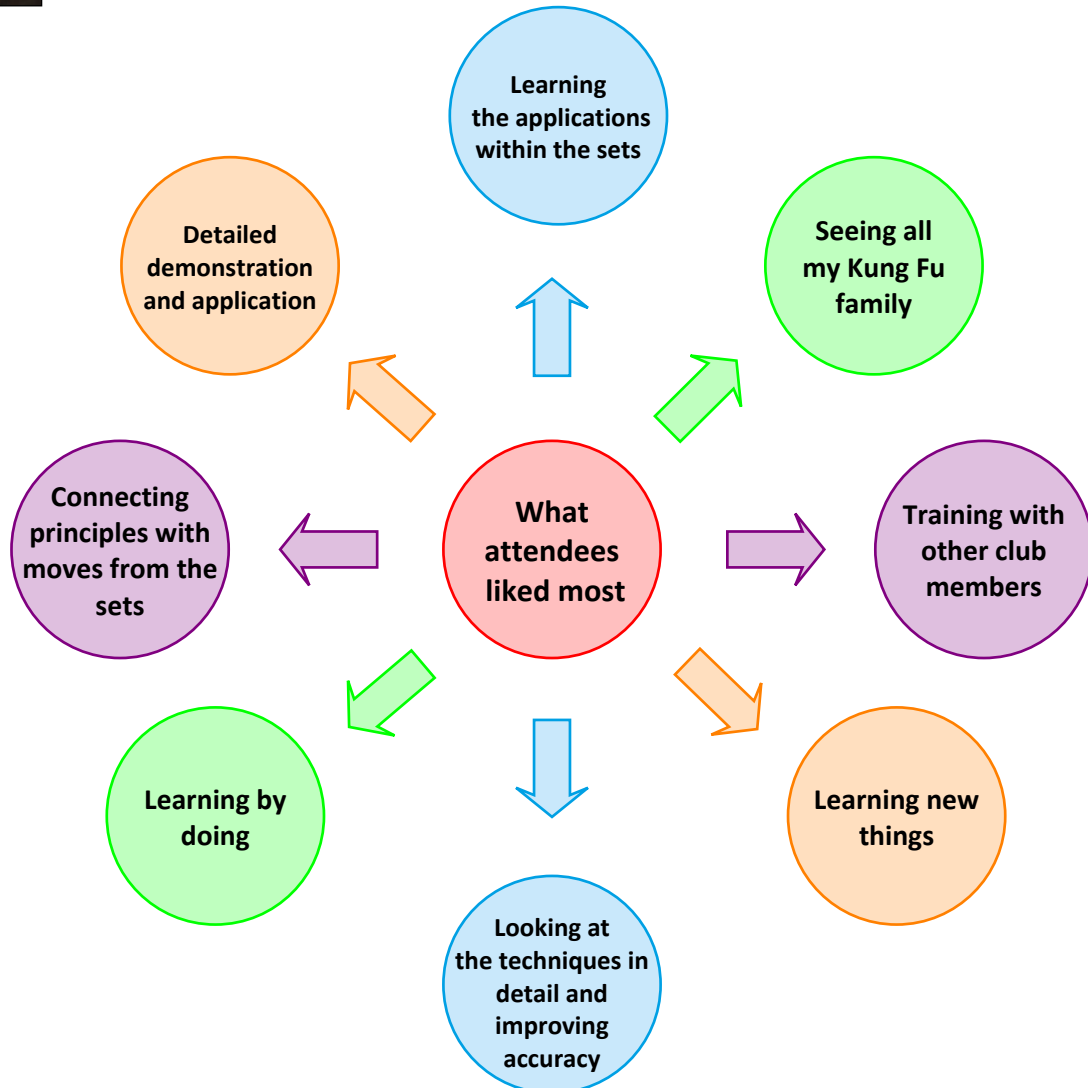 Learning
the applications
within the sets
Seeing all
my Kung Fu
family
Detailed
demonstration
and application
What
attendees
liked most
Connecting
principles with
moves from the
sets
Training with
other club
members
Learning by
doing
Learning new
things
Looking at
the techniques in
detail and
improving
accuracy